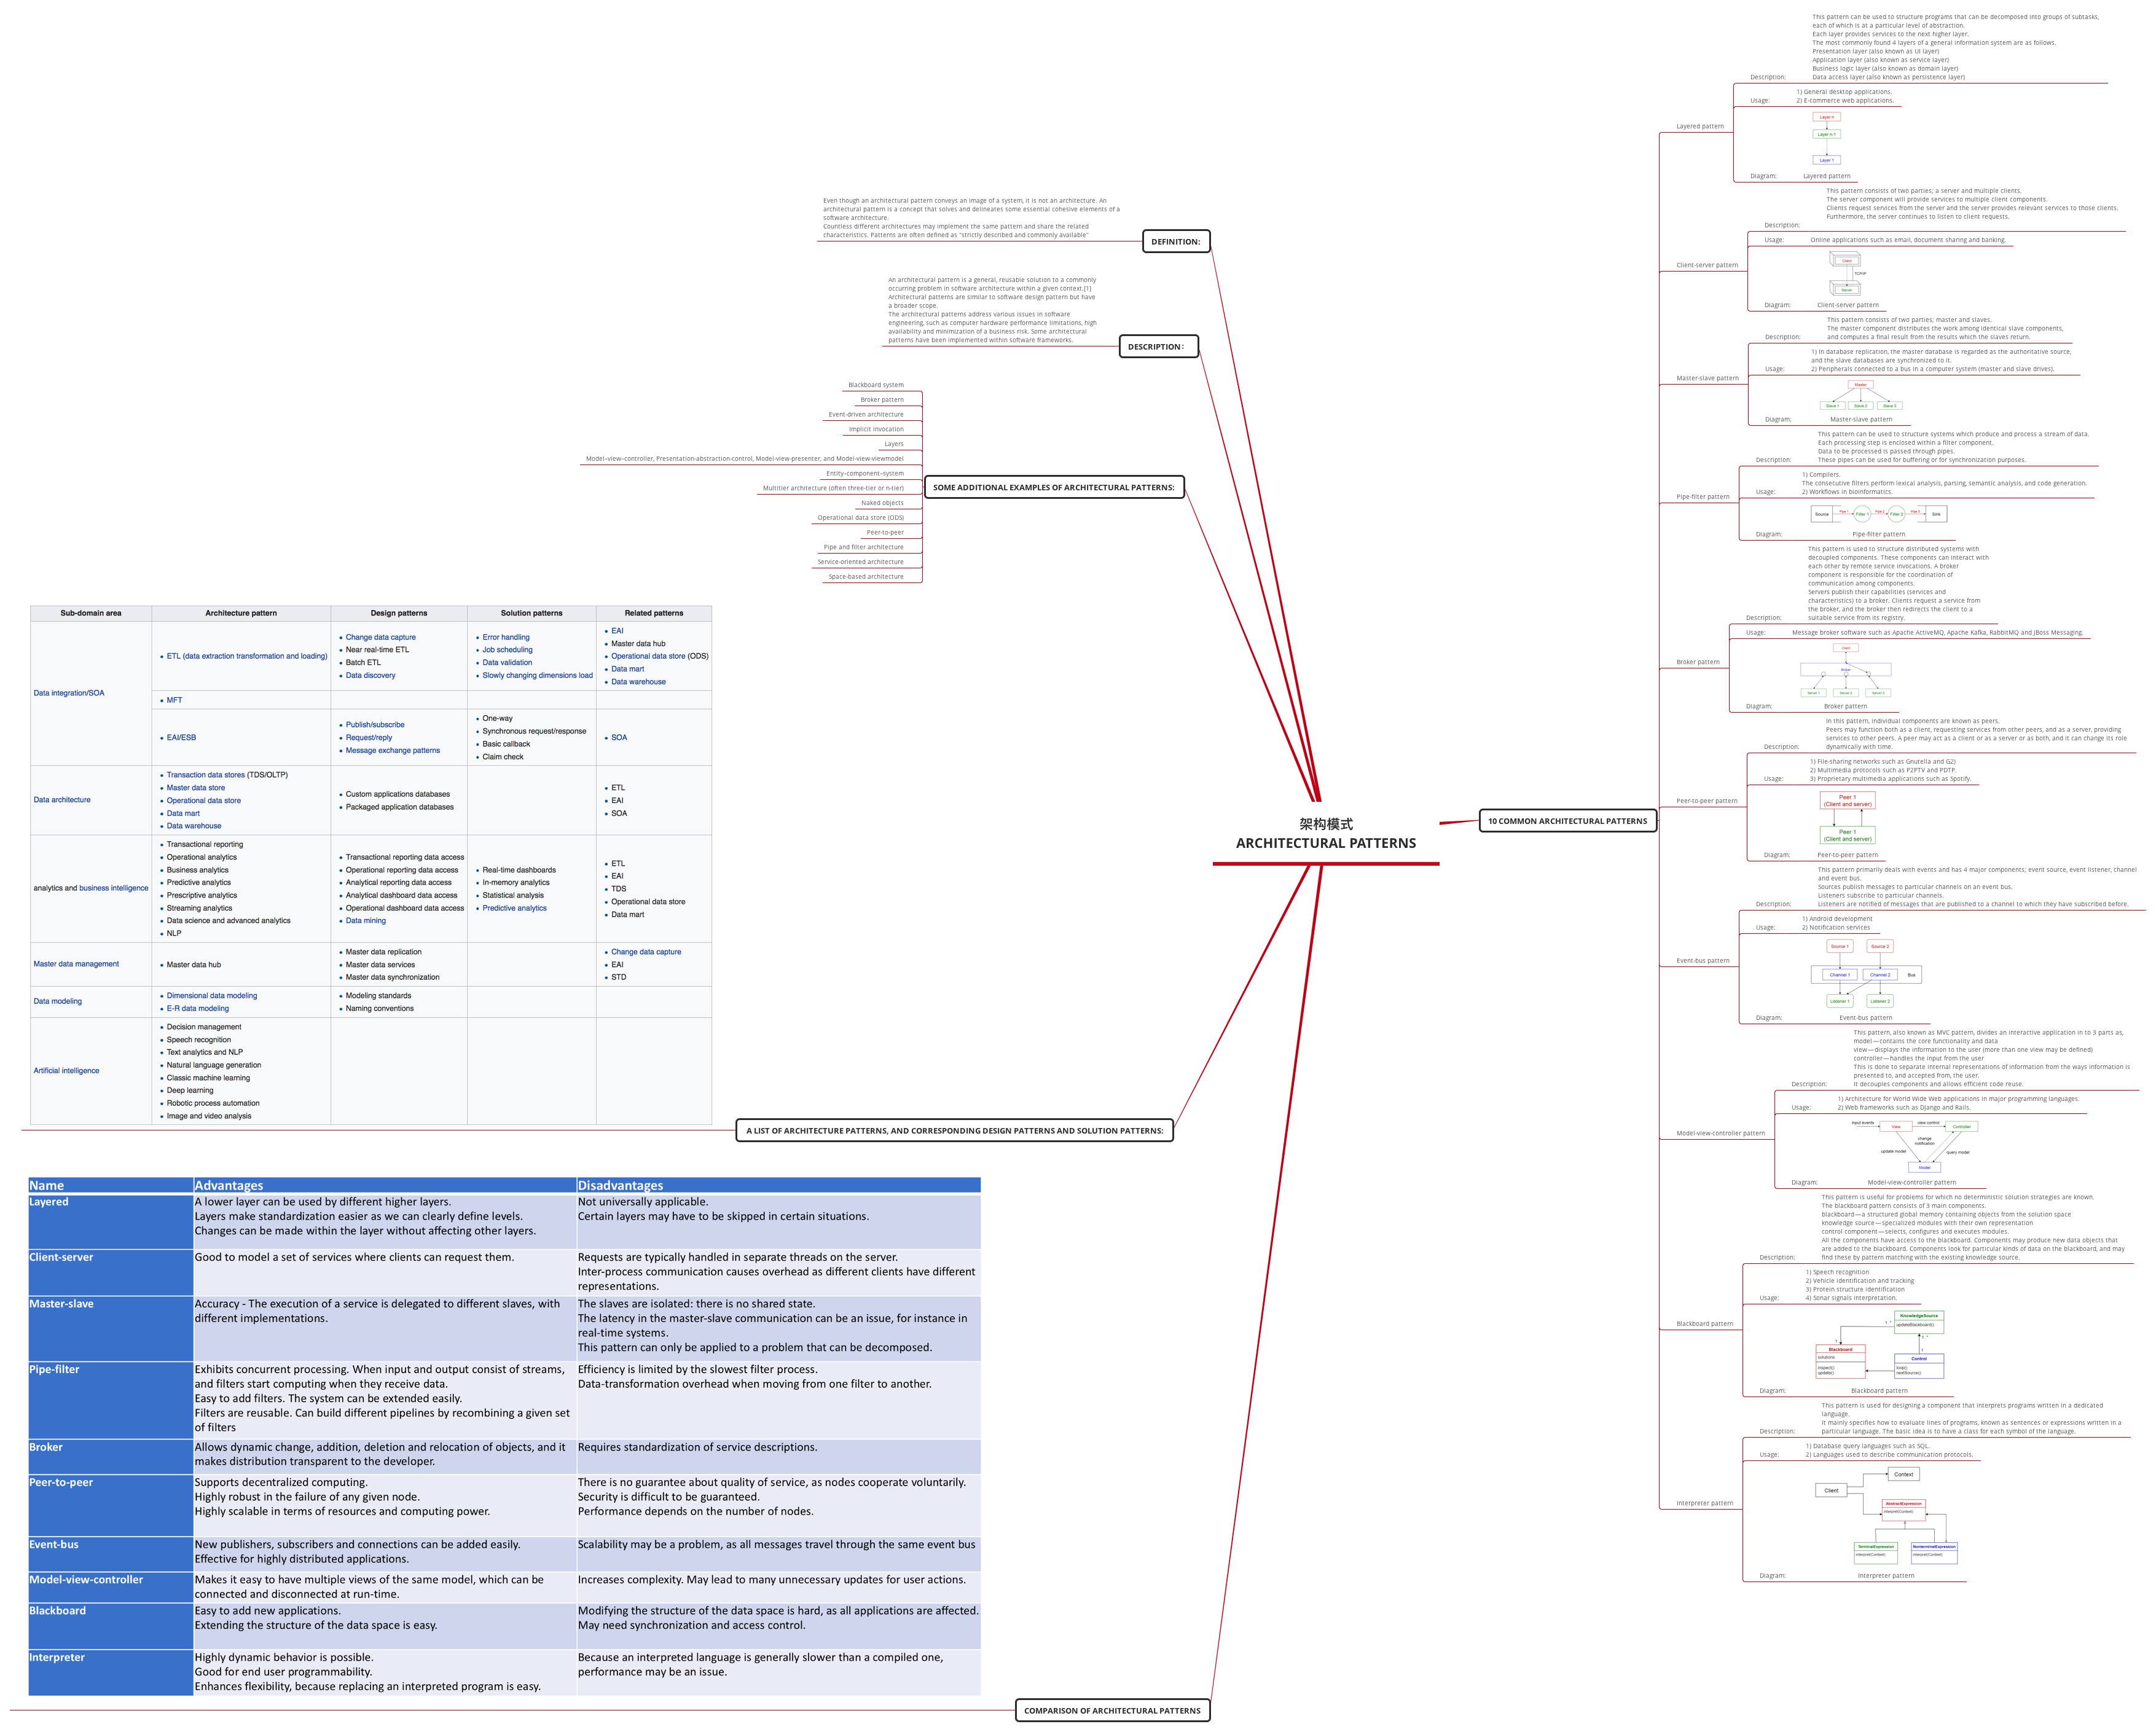 架构模式
ARCHITECTURAL PATTERNS
DEFINITION:
Even though an architectural pattern conveys an image of a system, it is not an architecture. An
architectural pattern is a concept that solves and delineates some essential cohesive elements of a
software architecture.
Countless different architectures may implement the same pattern and share the related
characteristics. Patterns are often defined as "strictly described and commonly available"
DESCRIPTION：
An architectural pattern is a general, reusable solution to a commonly
occurring problem in software architecture within a given context.[1]
Architectural patterns are similar to software design pattern but have
a broader scope.
The architectural patterns address various issues in software
engineering, such as computer hardware performance limitations, high
availability and minimization of a business risk. Some architectural
patterns have been implemented within software frameworks.
SOME ADDITIONAL EXAMPLES OF ARCHITECTURAL PATTERNS:
Blackboard system
Broker pattern
Event-driven architecture
Implicit invocation
Layers
Model–view–controller, Presentation-abstraction-control, Model-view-presenter, and Model-view-viewmodel
Entity–component–system
Multitier architecture (often three-tier or n-tier)
Naked objects
Operational data store (ODS)
Peer-to-peer
Pipe and filter architecture
Service-oriented architecture
Space-based architecture
A LIST OF ARCHITECTURE PATTERNS, AND CORRESPONDING DESIGN PATTERNS AND SOLUTION PATTERNS:
Sub-domain area Architecture pattern Design patterns Solution patterns Related patterns
Data integration/SOA
ETL (data extraction transformation and loading)
Change data capture
Near real-time ETL
Batch ETL
Data discovery
Error handling
Job scheduling
Data validation
Slowly changing dimensions load
EAI
Master data hub
Operational data store (ODS)
Data mart
Data warehouse
MFT
EAI/ESB
Publish/subscribe
Request/reply
Message exchange patterns
One-way
Synchronous request/response
Basic callback
Claim check
SOA
Data architecture
Transaction data stores (TDS/OLTP)
Master data store
Operational data store
Data mart
Data warehouse
Custom applications databases
Packaged application databases
ETL
EAI
SOA
analytics and business intelligence
Transactional reporting
Operational analytics
Business analytics
Predictive analytics
Prescriptive analytics
Streaming analytics
Data science and advanced analytics
NLP
Transactional reporting data access
Operational reporting data access
Analytical reporting data access
Analytical dashboard data access
Operational dashboard data access
Data mining
Real-time dashboards
In-memory analytics
Statistical analysis
Predictive analytics
ETL
EAI
TDS
Operational data store
Data mart
Master data management
Master data hub
Master data replication
Master data services
Master data synchronization
Change data capture
EAI
STD
Data modeling
Dimensional data modeling
E-R data modeling
Modeling standards
Naming conventions
Artificial intelligence
Decision management
Speech recognition
Text analytics and NLP
Natural language generation
Classic machine learning
Deep learning
Robotic process automation
Image and video analysis
COMPARISON OF ARCHITECTURAL PATTERNS
Name Advantages Disadvantages
Layered
A lower layer can be used by different higher layers.
Layers make standardization easier as we can clearly define levels.
Changes can be made within the layer without affecting other layers.
Not universally applicable.
Certain layers may have to be skipped in certain situations.
Client-server
Good to model a set of services where clients can request them.
Requests are typically handled in separate threads on the server.
Inter-process communication causes overhead as different clients have different
representations.
Master-slave
Accuracy - The execution of a service is delegated to different slaves, with
different implementations.
The slaves are isolated: there is no shared state.
The latency in the master-slave communication can be an issue, for instance in
real-time systems.
This pattern can only be applied to a problem that can be decomposed.
Pipe-filter
Exhibits concurrent processing. When input and output consist of streams,
and filters start computing when they receive data.
Easy to add filters. The system can be extended easily.
Filters are reusable. Can build different pipelines by recombining a given set
of filters
Efficiency is limited by the slowest filter process.
Data-transformation overhead when moving from one filter to another.
Broker
Allows dynamic change, addition, deletion and relocation of objects, and it
makes distribution transparent to the developer.
Requires standardization of service descriptions.
Peer-to-peer
Supports decentralized computing.
Highly robust in the failure of any given node.
Highly scalable in terms of resources and computing power.
There is no guarantee about quality of service, as nodes cooperate voluntarily.
Security is difficult to be guaranteed.
Performance depends on the number of nodes.
Event-bus
New publishers, subscribers and connections can be added easily.
Effective for highly distributed applications.
Scalability may be a problem, as all messages travel through the same event bus
Model-view-controller
Makes it easy to have multiple views of the same model, which can be
connected and disconnected at run-time.
Increases complexity. May lead to many unnecessary updates for user actions.
Blackboard
Easy to add new applications.
Extending the structure of the data space is easy.
Modifying the structure of the data space is hard, as all applications are affected.
May need synchronization and access control.
Interpreter
Highly dynamic behavior is possible.
Good for end user programmability.
Enhances flexibility, because replacing an interpreted program is easy.
Because an interpreted language is generally slower than a compiled one,
performance may be an issue.
10 COMMON ARCHITECTURAL PATTERNS
Layered pattern
Description:
This pattern can be used to structure programs that can be decomposed into groups of subtasks,
each of which is at a particular level of abstraction.
Each layer provides services to the next higher layer.
The most commonly found 4 layers of a general information system are as follows.
Presentation layer (also known as UI layer)
Application layer (also known as service layer)
Business logic layer (also known as domain layer)
Data access layer (also known as persistence layer)
Usage:
1) General desktop applications.
2) E-commerce web applications.
Layer n
Layer n-1
Layer 1
Diagram: Layered pattern
Client-server pattern
Description:
This pattern consists of two parties; a server and multiple clients.
The server component will provide services to multiple client components.
Clients request services from the server and the server provides relevant services to those clients.
Furthermore, the server continues to listen to client requests.
Usage: Online applications such as email, document sharing and banking.
Client
TCP/IP
Server
Diagram: Client-server pattern
Master-slave pattern
Description:
This pattern consists of two parties; master and slaves.
The master component distributes the work among identical slave components,
and computes a final result from the results which the slaves return.
Usage:
1) In database replication, the master database is regarded as the authoritative source,
and the slave databases are synchronized to it.
2) Peripherals connected to a bus in a computer system (master and slave drives).
Master
Slave 1 Slave 2 Slave 3
Diagram: Master-slave pattern
Pipe-filter pattern
Description:
This pattern can be used to structure systems which produce and process a stream of data.
Each processing step is enclosed within a filter component.
Data to be processed is passed through pipes.
These pipes can be used for buffering or for synchronization purposes.
Usage:
1) Compilers.
The consecutive filters perform lexical analysis, parsing, semantic analysis, and code generation.
2) Workflows in bioinformatics.
Source Pipe 1 Filter 1 Pipe 2 Filter 2 Pipe 3 Sink
Diagram: Pipe-filter pattern
Broker pattern
Description:
This pattern is used to structure distributed systems with
decoupled components. These components can interact with
each other by remote service invocations. A broker
component is responsible for the coordination of
communication among components.
Servers publish their capabilities (services and
characteristics) to a broker. Clients request a service from
the broker, and the broker then redirects the client to a
suitable service from its registry.
Usage: Message broker software such as Apache ActiveMQ, Apache Kafka, RabbitMQ and JBoss Messaging.
Client
Broker
Server 1 Server 2 Server 3
Diagram: Broker pattern
Peer-to-peer pattern
Description:
In this pattern, individual components are known as peers.
Peers may function both as a client, requesting services from other peers, and as a server, providing
services to other peers. A peer may act as a client or as a server or as both, and it can change its role
dynamically with time.
Usage:
1) File-sharing networks such as Gnutella and G2)
2) Multimedia protocols such as P2PTV and PDTP.
3) Proprietary multimedia applications such as Spotify.
Peer 1
(Client and server)
Peer 1
(Client and server)
Diagram: Peer-to-peer pattern
Event-bus pattern
Description:
This pattern primarily deals with events and has 4 major components; event source, event listener, channel
and event bus.
Sources publish messages to particular channels on an event bus.
Listeners subscribe to particular channels.
Listeners are notified of messages that are published to a channel to which they have subscribed before.
Usage:
1) Android development
2) Notification services
Source 1 Source 2
Channel 1 Channel 2 Bus
Listener 1 Listener 2
Diagram: Event-bus pattern
Model-view-controller pattern
Description:
This pattern, also known as MVC pattern, divides an interactive application in to 3 parts as,
model — contains the core functionality and data
view — displays the information to the user (more than one view may be defined)
controller — handles the input from the user
This is done to separate internal representations of information from the ways information is
presented to, and accepted from, the user.
It decouples components and allows efficient code reuse.
Usage:
1) Architecture for World Wide Web applications in major programming languages.
2) Web frameworks such as Django and Rails.
input events View view control Controller
change
notification
update model query model
Model
Diagram: Model-view-controller pattern
Blackboard pattern
Description:
This pattern is useful for problems for which no deterministic solution strategies are known.
The blackboard pattern consists of 3 main components.
blackboard — a structured global memory containing objects from the solution space
knowledge source — specialized modules with their own representation
control component — selects, configures and executes modules.
All the components have access to the blackboard. Components may produce new data objects that
are added to the blackboard. Components look for particular kinds of data on the blackboard, and may
find these by pattern matching with the existing knowledge source.
Usage:
1) Speech recognition
2) Vehicle identification and tracking
3) Protein structure identification
4) Sonar signals interpretation.
KnowledgeSource
updateBlackboard()
1..*
1..*
1
1
Blackboard
solutions
inspect()
update()
Control
loop()
nextSource()
Diagram: Blackboard pattern
Interpreter pattern
Description:
This pattern is used for designing a component that interprets programs written in a dedicated
language.
It mainly specifies how to evaluate lines of programs, known as sentences or expressions written in a
particular language. The basic idea is to have a class for each symbol of the language.
Usage:
1) Database query languages such as SQL.
2) Languages used to describe communication protocols.
Context
Client
AbstractExpression
interpret(Context)
TerminalExpression
interpret(Context)
NonterminalExpression
interpret(Context)
Diagram: Interpreter pattern